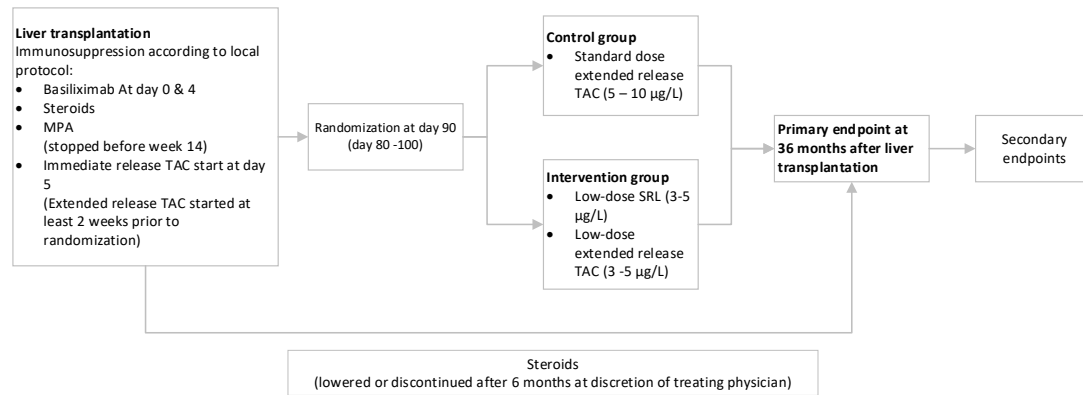 Liver transplantation
Immunosuppression according to local
protocol:
• Basiliximab At day 0 & 4
• Steroids
• MPA
(stopped before week 14)
• Immediate release TAC start at day
5
(Extended release TAC started at
least 2 weeks prior to
randomization)
Randomization at day 90
(day 80 -100)
Control group
• Standard dose
extended release
TAC (5 – 10 µg/L)
Intervention group
• Low-dose SRL (3-5
µg/L)
• Low-dose
extended release
TAC (3 -5 µg/L)
Primary endpoint at
36 months after liver
transplantation
Secondary
endpoints
Steroids
(lowered or discontinued after 6 months at discretion of treating physician)